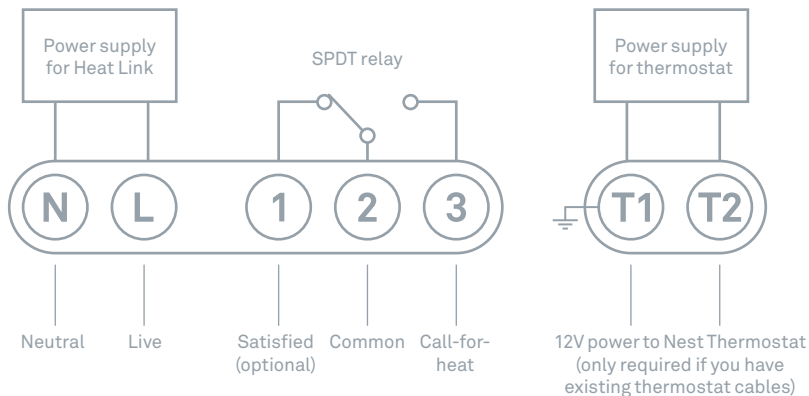 Power supply
for Heat Link
SPDT relay
Power supply
for thermostat
N L 1 2 3 T1 T2
Neutral
Live
Satisfied
(optional)
Common
Call-for-
heat
12V power to Nest Thermostat
(only required if you have
existing thermostat cables)